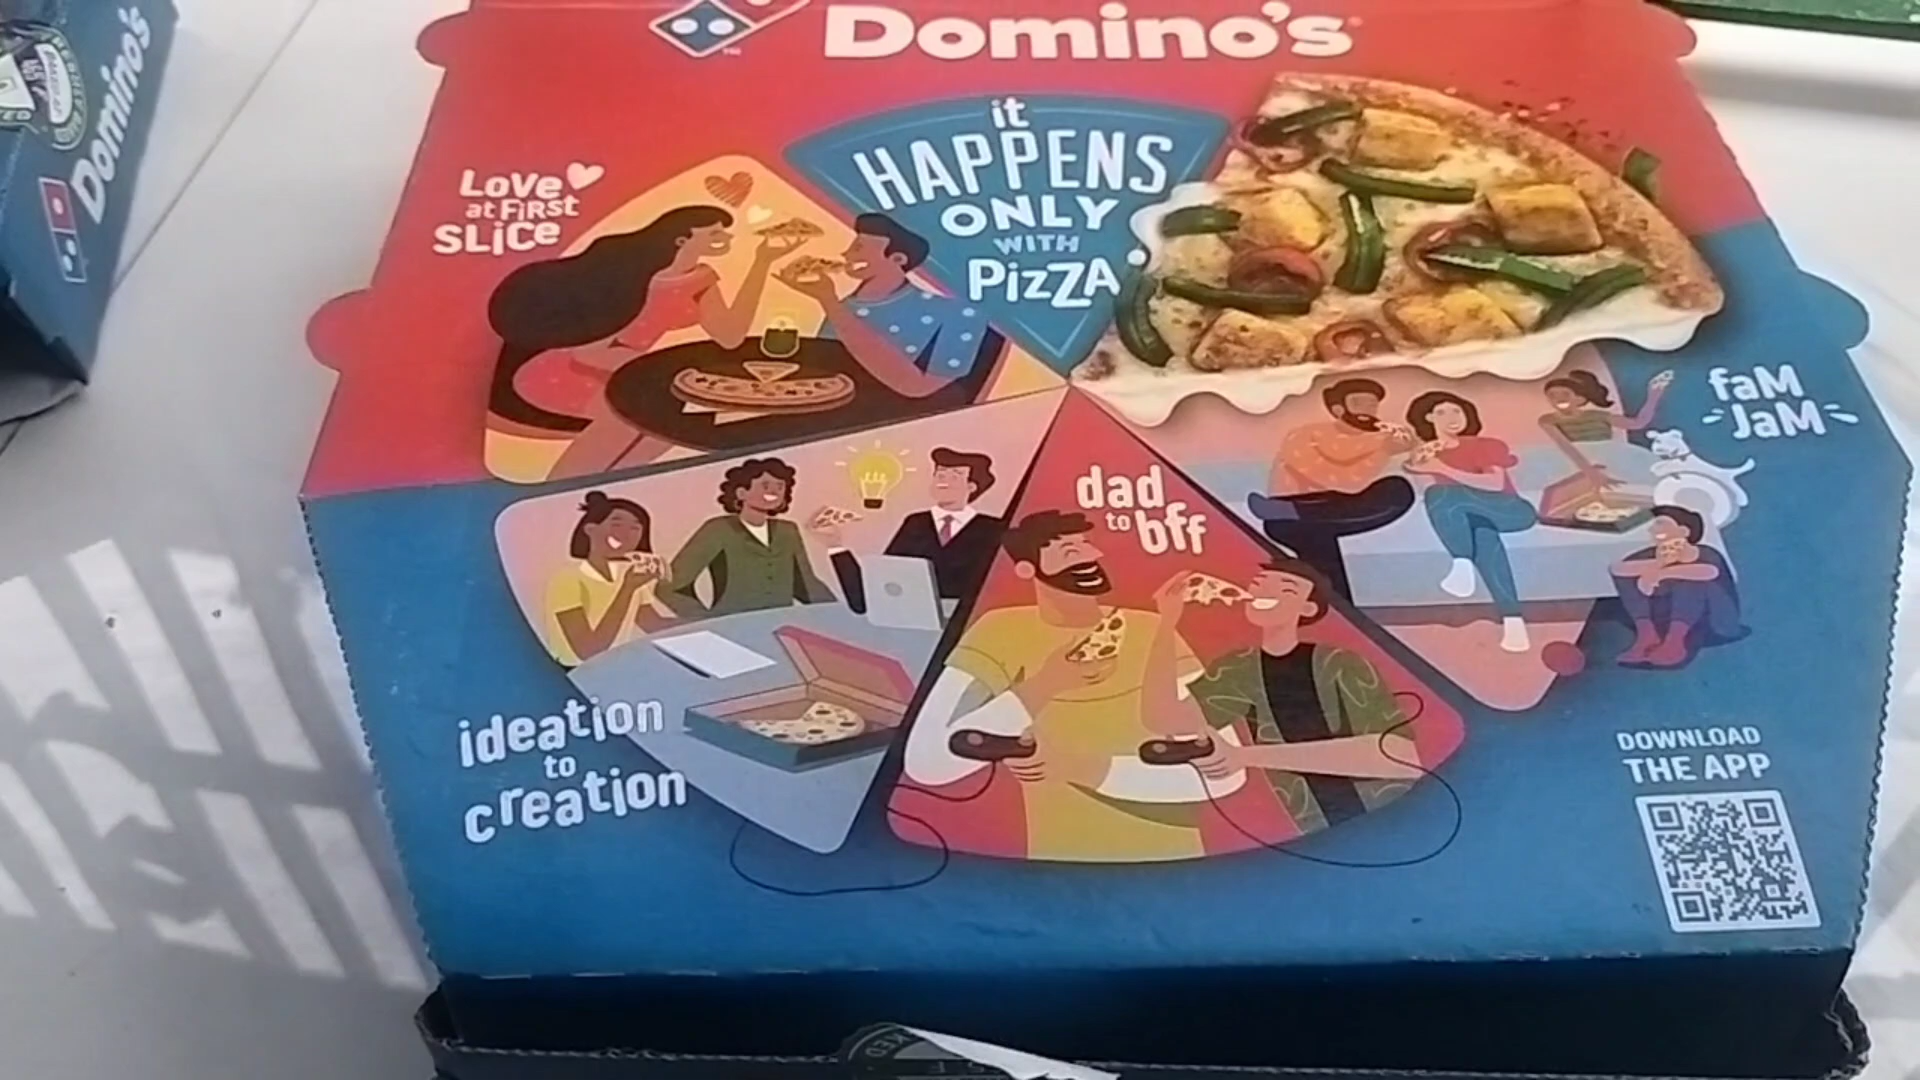 Domino's
Domino's
it
HAPPENS
ONLY
WITH
PizZA
Love
at FiRST
SLiCe
faM
JaM
dad
to bff
ideation
to
creation
DOWNLOAD
THE APP